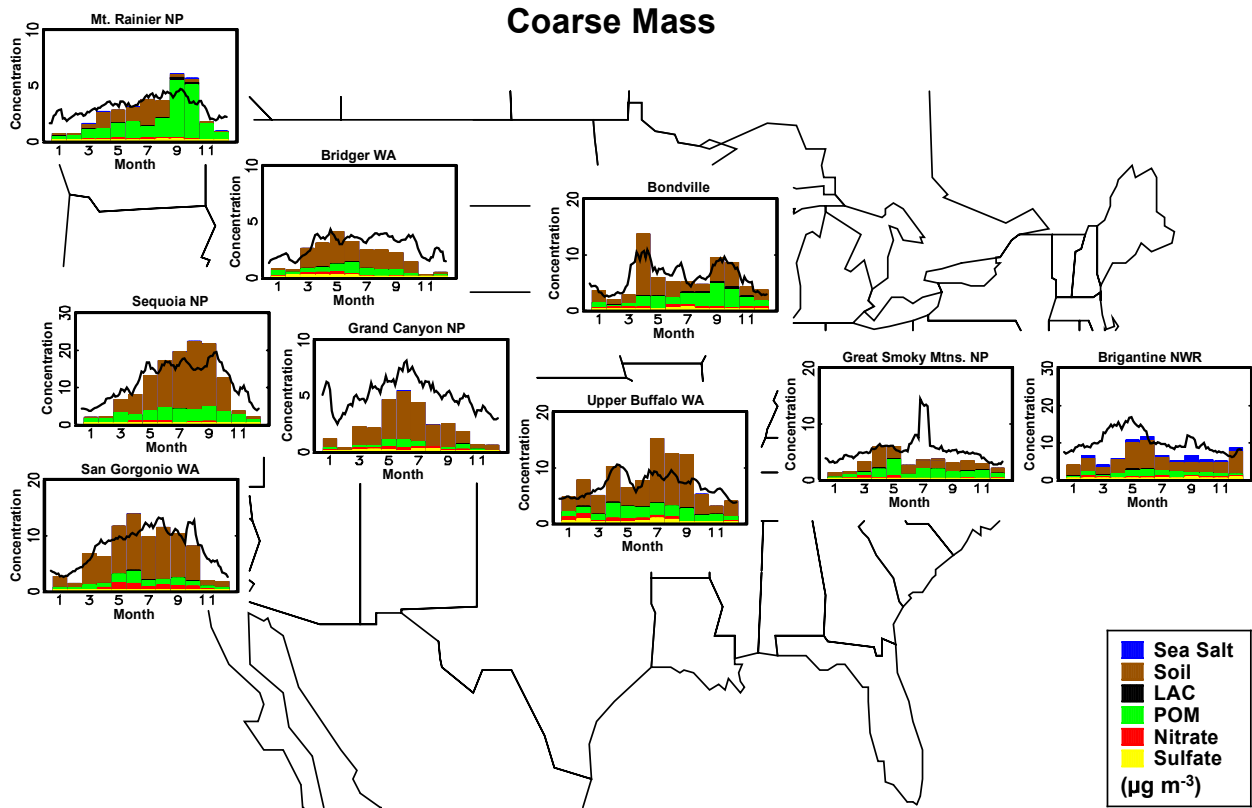 Coarse Mass
Mt. Rainier NP
Concentration
10
5
0
1 3 5 7 9 11
Month
Bridger WA
Concentration
10
5
0
1 3 5 7 9 11
Month
Bondville
20
10
0
1 3 5 7 9 11
Month
Sequoia NP
Concentration
30
20
10
0
1 3 5 7 9 11
Month
Grand Canyon NP
Concentration
10
5
0
1 3 5 7 9 11
Month
Great Smoky Mtns. NP
Concentration
20
10
0
1 3 5 7 9 11
Month
Brigantine NWR
Concentration
30
20
10
0
1 3 5 7 9 11
Month
Upper Buffalo WA
Concentration
20
10
0
1 3 5 7 9 11
Month
San Gorgonio WA
Concentration
20
10
0
1 3 5 7 9 11
Month
Sea Salt
Soil
LAC
POM
Nitrate
Sulfate
(µg m⁻³)